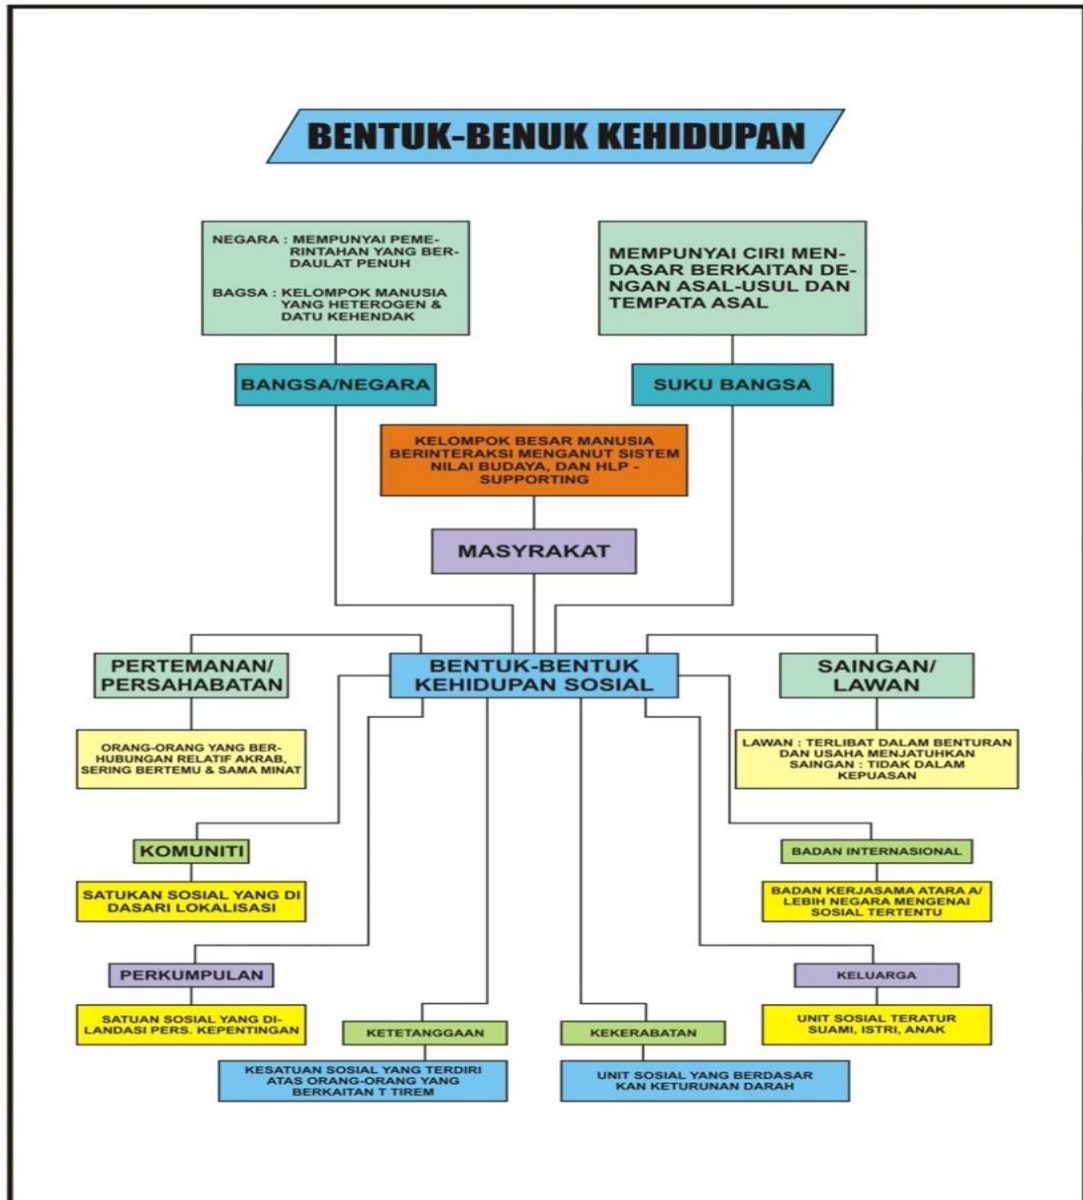 BENTUK-BENUK KEHIDUPAN
NEGARA : MEMPUNYAI PEME-
RINTAHAN YANG BER-
DAULAT PENUH
BAGSA : KELOMPOK MANUSIA
YANG HETEROGEN &
DATU KEHENDAK
MEMPUNYAI CIRI MEN-
DASAR BERKAITAN DE-
NGAN ASAL-USUL DAN
TEMPATA ASAL
BANGSA/NEGARA
SUKU BANGSA
KELOMPOK BESAR MANUSIA
BERINTERAKSI MENGANUT SISTEM
NILAI BUDAYA, DAN HLP -
SUPPORTING
MASYRAKAT
PERTEMANAN/
PERSAHABATAN
BENTUK-BENTUK
KEHIDUPAN SOSIAL
SAINGAN/
LAWAN
ORANG-ORANG YANG BER-
HUBUNGAN RELATIF AKRAB,
SERING BERTEMU & SAMA MINAT
LAWAN : TERLIBAT DALAM BENTURAN
DAN USAHA MENJATUHKAN
SAINGAN : TIDAK DALAM
KEPUASAN
KOMUNITI
BADAN INTERNASIONAL
SATUKAN SOSIAL YANG DI
DASARI LOKALISASI
BADAN KERJASAMA ATARA A/
LEBIH NEGARA MENGENAI
SOSIAL TERTENTU
PERKUMPULAN
KELUARGA
SATUAN SOSIAL YANG DI-
LANDASI PERS. KEPENTINGAN
UNIT SOSIAL TERATUR
SUAMI, ISTRI, ANAK
KETETANGGAAN
KEKERABATAN
KESATUAN SOSIAL YANG TERDIRI
ATAS ORANG-ORANG YANG
BERKAITAN T TIREM
UNIT SOSIAL YANG BERDASAR
KAN KETURUNAN DARAH